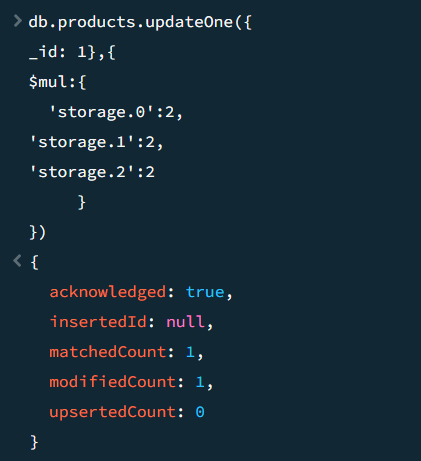 > db.products.updateOne({
_id: 1},{
$mul:{
'storage.0':2,
'storage.1':2,
'storage.2':2
}
})
< {
acknowledged: true,
insertedId: null,
matchedCount: 1,
modifiedCount: 1,
upsertedCount: 0
}